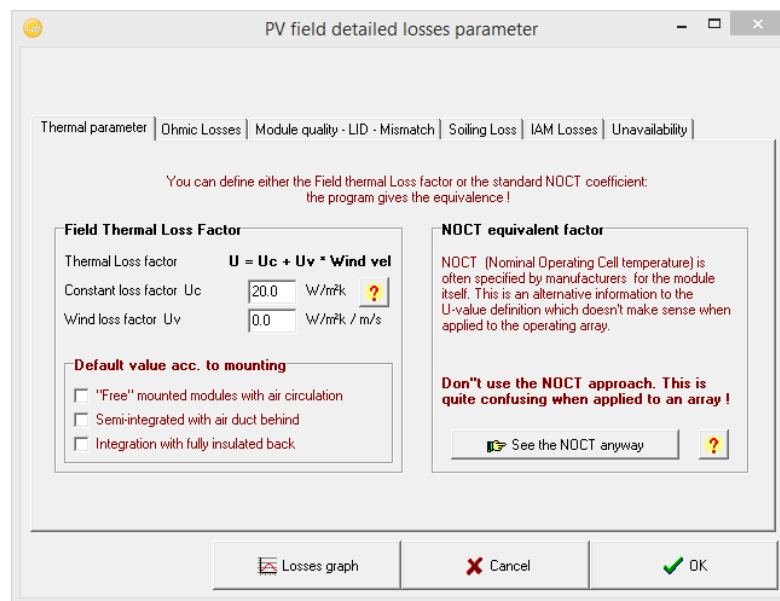 PV field detailed losses parameter
Thermal parameter
Ohmic Losses
Module quality - LID - Mismatch
Soiling Loss
IAM Losses
Unavailability
You can define either the Field thermal Loss factor or the standard NOCT coefficient:
the program gives the equivalence !
Field Thermal Loss Factor
Thermal Loss factor U = Uc + Uv * Wind vel
Constant loss factor Uc 20.0 W/m²k ?
Wind loss factor Uv 0.0 W/m²k / m/s
Default value acc. to mounting
"Free" mounted modules with air circulation
Semi-integrated with air duct behind
Integration with fully insulated back
NOCT equivalent factor
NOCT (Nominal Operating Cell temperature) is
often specified by manufacturers for the module
itself. This is an alternative information to the
U-value definition which doesn't make sense when
applied to the operating array.
Don"t use the NOCT approach. This is
quite confusing when applied to an array !
See the NOCT anyway ?
Losses graph
Cancel
OK